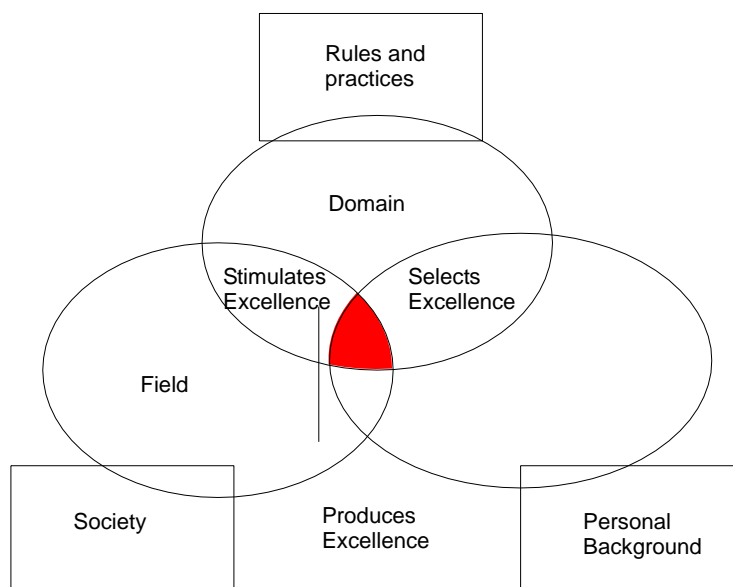 Rules and
practices
Domain
Stimulates
Excellence
Selects
Excellence
Field
Society
Produces
Excellence
Personal
Background